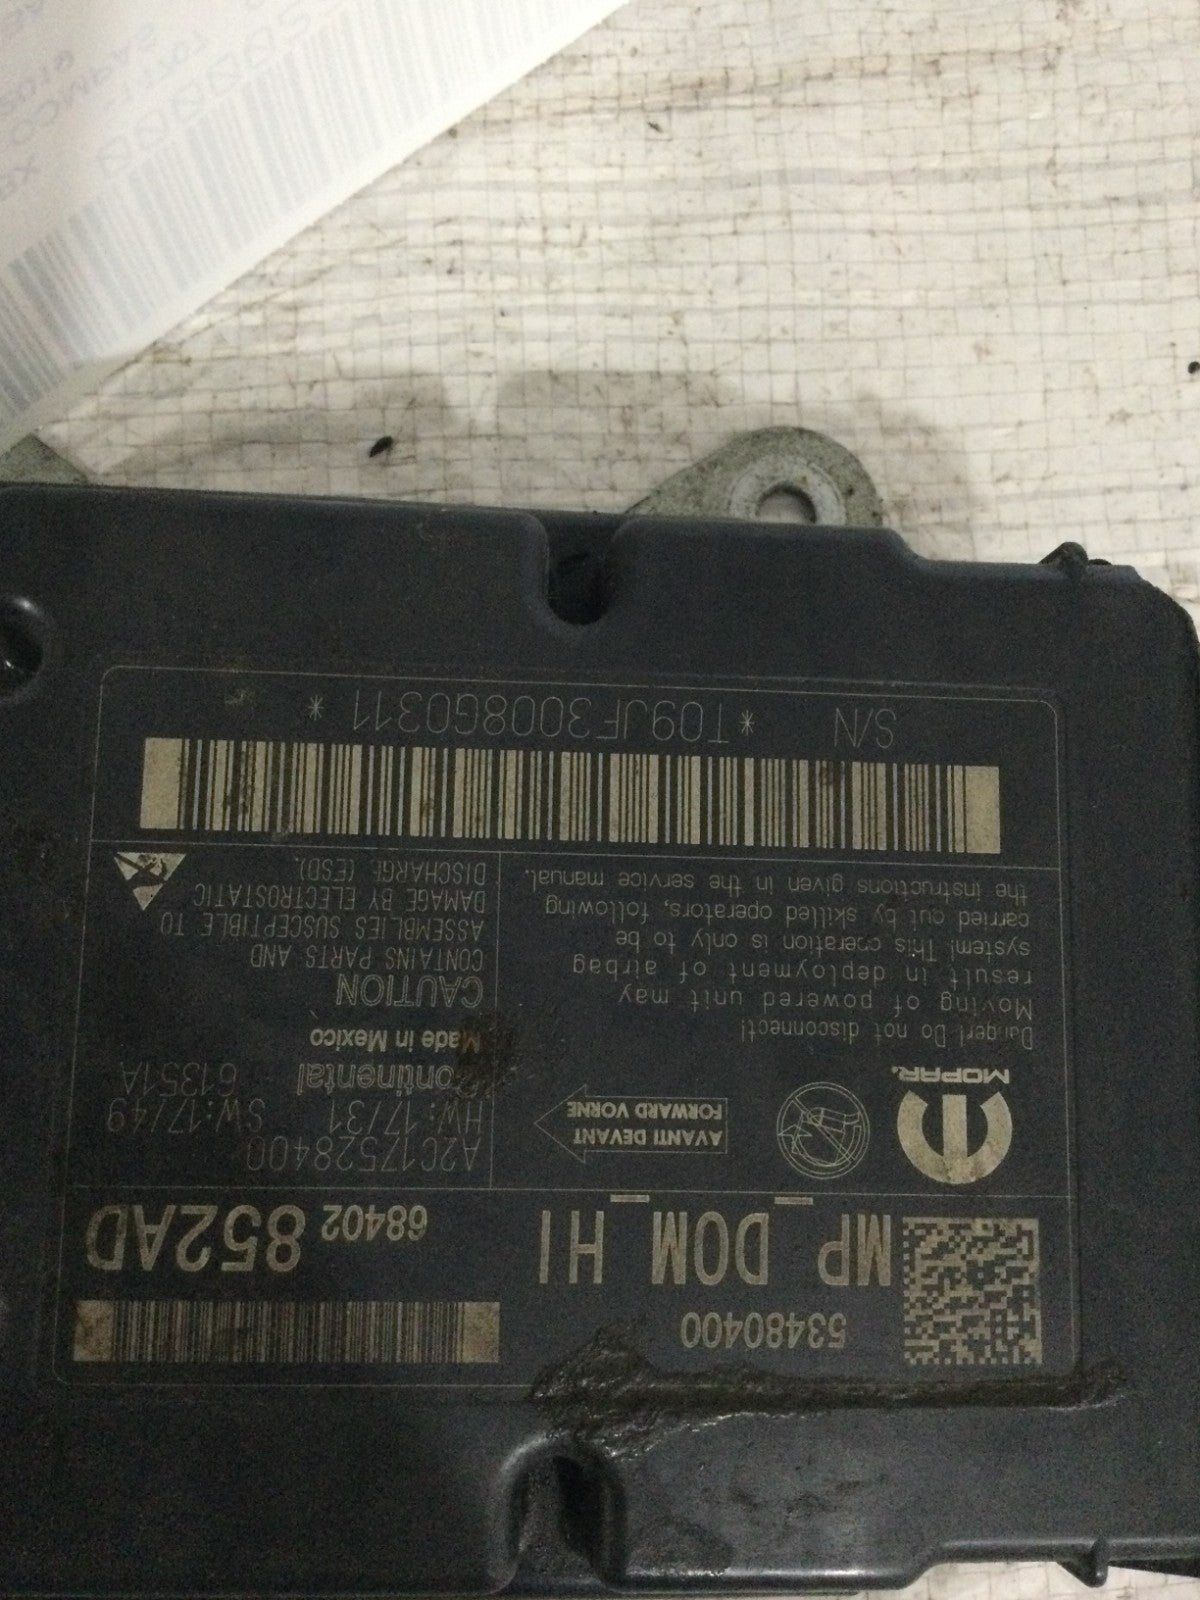 53480400
MP_DOM_HI
68402 852AD
MOPAR.
AVANTI DEVANT
FORWARD VORNE
A2C17528400
HW:17/31 SW:17/49
Continental 61351A
Made in Mexico
Danger! Do not disconnect!
Moving of powered unit may
result in deployment of airbag
system! This operation is only to be
carried out by skilled operators, following
the instructions given in the service manual.
CAUTION
CONTAINS PARTS AND
ASSEMBLIES SUSCEPTIBLE TO
DAMAGE BY ELECTROSTATIC
DISCHARGE (ESD).
S/N *T09JF3008G0311 *